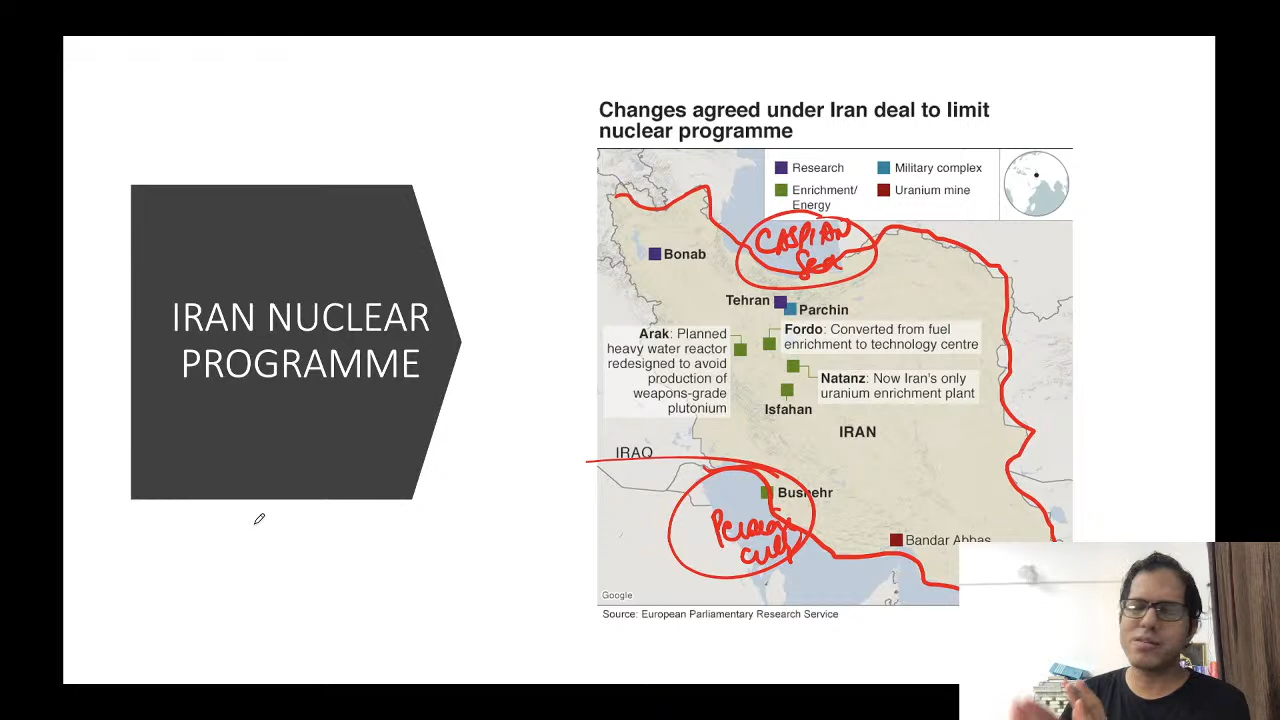 IRAN NUCLEAR
PROGRAMME
Changes agreed under Iran deal to limit
nuclear programme
Research
Military complex
Enrichment/
Energy
Uranium mine
CASPIAN
Sea
Bonab
Tehran
Parchin
Arak: Planned
heavy water reactor
redesigned to avoid
production of
weapons-grade
plutonium
Fordo: Converted from fuel
enrichment to technology centre
Natanz: Now Iran's only
uranium enrichment plant
Isfahan
IRAN
IRAQ
Bushehr
Bandar Abbas
Google
Source: European Parliamentary Research Service